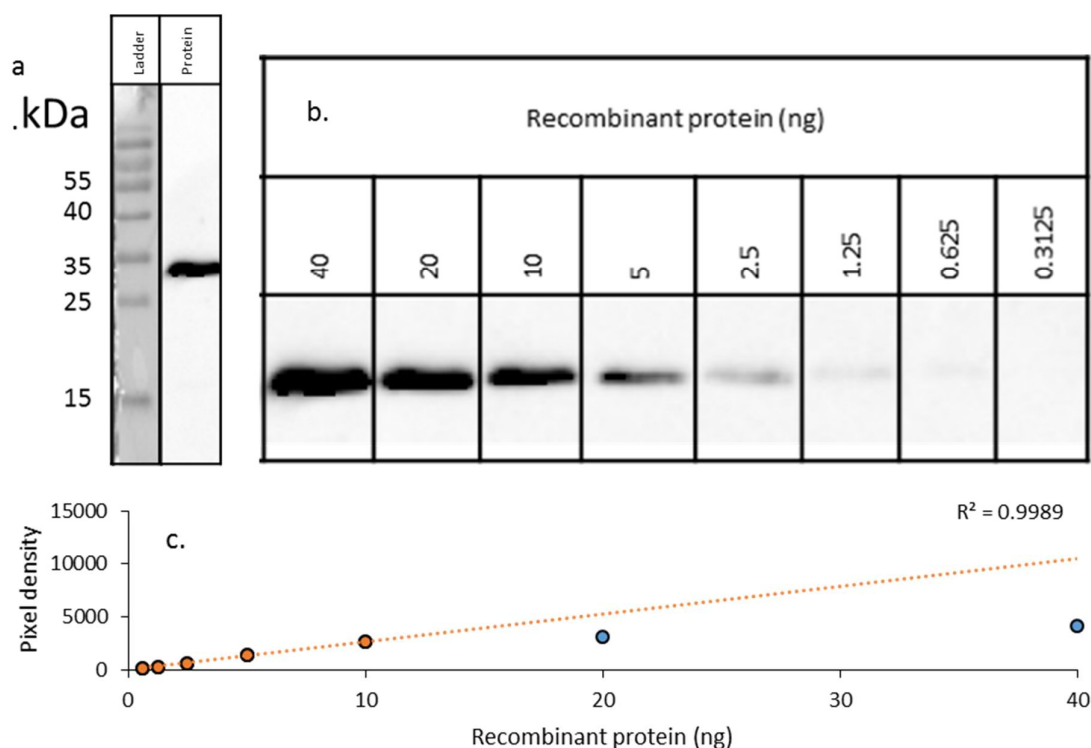 a
.kDa
Ladder
Protein
55
40
35
25
15
b.
Recombinant protein (ng)
40
20
10
5
2.5
1.25
0.625
0.3125
c.
R² = 0.9989
Pixel density
15000
10000
5000
0
0 10 20 30 40
Recombinant protein (ng)